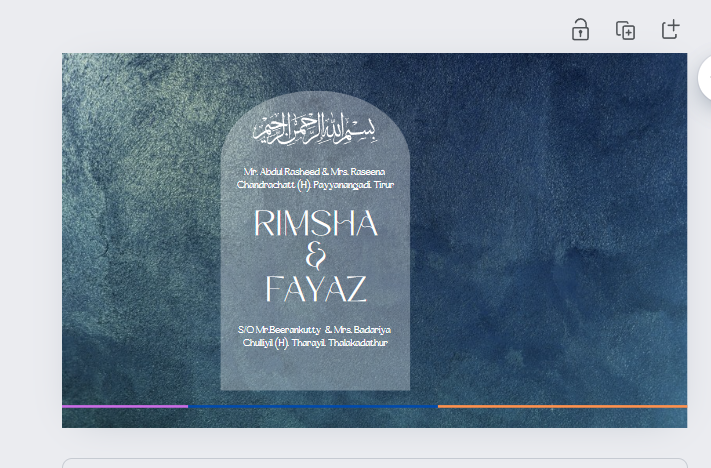 بسم الله الرحمن الرحيم
Mr. Abdul Rasheed & Mrs. Raseena
Chandrachatt (H). Payyanangadi. Tirur
RIMSHA
&
FAYAZ
S/O Mr.Beerankutty & Mrs. Badariya
Chulliyil (H). Tharayil. Thalakadathur